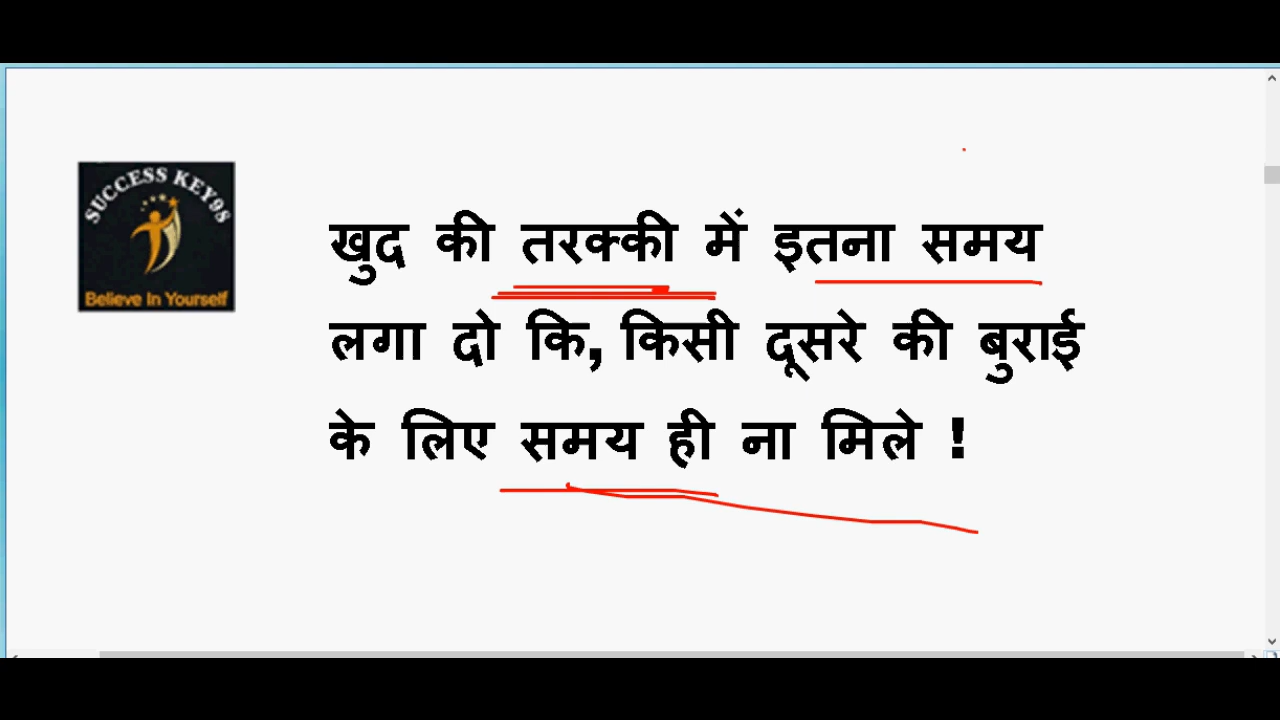 SUCCESS KEY98
Believe In Yourself
खुद की तरक्की में इतना समय
लगा दो कि, किसी दूसरे की बुराई
के लिए समय ही ना मिले !